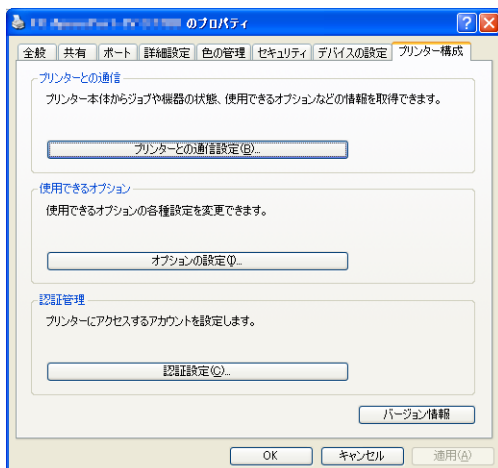 のプロパティ
全般 共有 ポート 詳細設定 色の管理 セキュリティ デバイスの設定 プリンター構成
プリンターとの通信
プリンター本体からジョブや機器の状態、使用できるオプションなどの情報を取得できます。
プリンターとの通信設定(B)...
使用できるオプション
使用できるオプションの各種設定を変更できます。
オプションの設定(I)...
認証管理
プリンターにアクセスするアカウントを設定します。
認証設定(C)...
バージョン情報
OK キャンセル 適用(A)